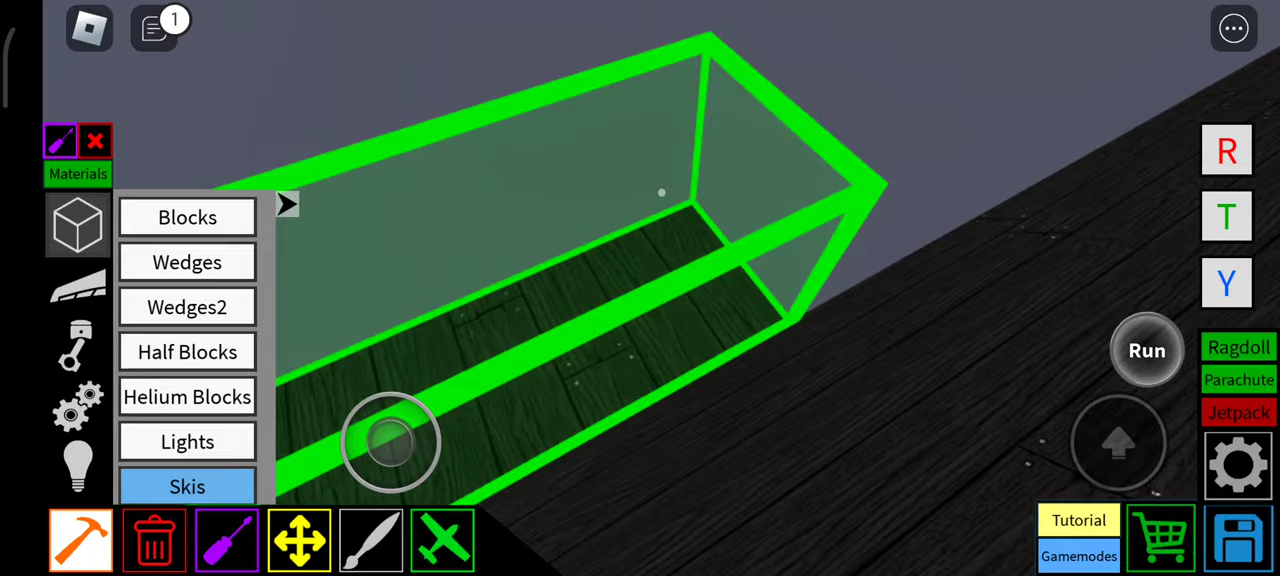 1
Materials
Blocks
Wedges
Wedges2
Half Blocks
Helium Blocks
Lights
Skis
R
T
Y
Run
Ragdoll
Parachute
Jetpack
Tutorial
Gamemodes